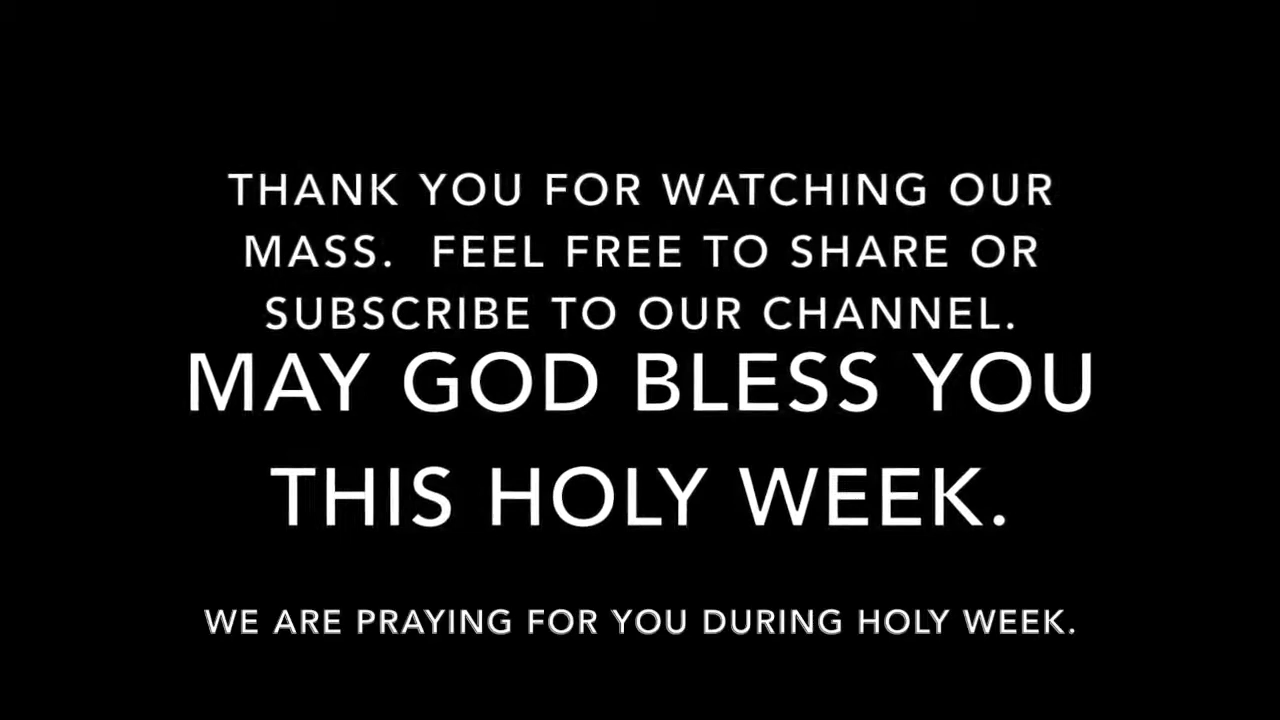 THANK YOU FOR WATCHING OUR
MASS.  FEEL FREE TO SHARE OR
SUBSCRIBE TO OUR CHANNEL.
MAY GOD BLESS YOU
THIS HOLY WEEK.
WE ARE PRAYING FOR YOU DURING HOLY WEEK.